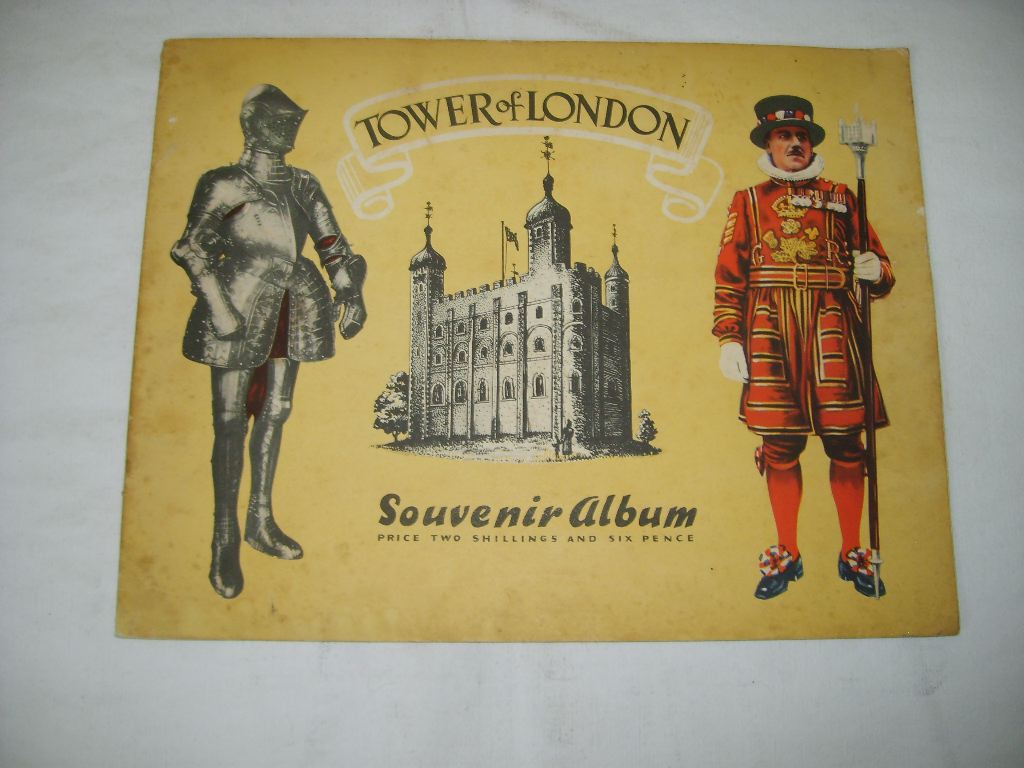 TOWER of LONDON
G R
Souvenir Album
PRICE TWO SHILLINGS AND SIX PENCE